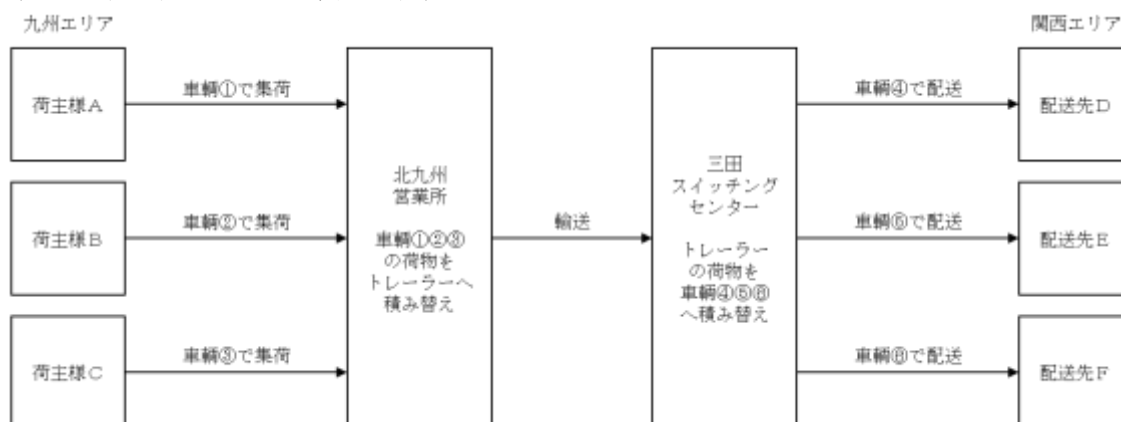 九州エリア
関西エリア
荷主様A
車輌①で集荷
車輌④で配送
配送先D
北九州
営業所
車輌①②③
の荷物を
トレーラーへ
積み替え
輸送
三田
スイッチング
センター
トレーラー
の荷物を
車輌④⑤⑥
へ積み替え
荷主様B
車輌②で集荷
車輌⑤で配送
配送先E
荷主様C
車輌③で集荷
車輌⑥で配送
配送先F